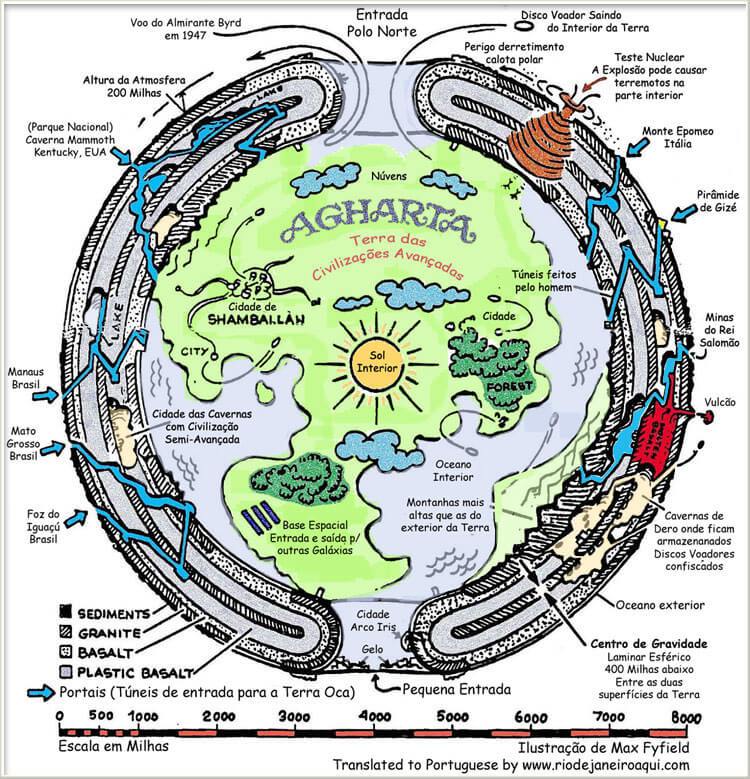 Voo do Almirante Byrd
em 1947
Entrada
Polo Norte
Disco Voador Saindo
do Interior da Terra
Perigo derretimento
calota polar
Teste Nuclear
A Explosão pode causar
terremotos na
parte interior
Altura da Atmosfera
200 Milhas
LAKE
(Parque Nacional)
Caverna Mammoth
Kentucky, EUA
Monte Epomeo
Itália
Núvens
AGHARTA
Terra das
Civilizações Avançadas
Pirâmide
de Gizé
Túneis feitos
pelo homem
Cidade de
SHAMBALLAH
Cidade
Minas
do Rei
Salomão
LAKE
CITY
Sol
Interior
FOREST
Manaus
Brasil
Vulcão
MOLTEN
BASALT
Cidade das Cavernas
com Civilização
Semi-Avançada
Mato
Grosso
Brasil
Oceano
Interior
Montanhas mais
altas que as do
exterior da Terra
Foz do
Iguaçú
Brasil
Base Espacial
Entrada e saída p/
outras Galáxias
Cavernas de
Dero onde ficam
armazenanados
Discos Voadores
confiscados
Oceano exterior
Cidade
Arco Iris
Gelo
SEDIMENTS
GRANITE
BASALT
PLASTIC BASALT
Centro de Gravidade
Laminar Esférico
400 Milhas abaixo
Entre as duas
superfícies da Terra
Portais (Túneis de entrada para a Terra Oca)
Pequena Entrada
0 500 1000 2000 3000 4000 5000 6000 7000 8000
Escala em Milhas
Ilustração de Max Fyfield
Translated to Portuguese by www.riodejaneiroaqui.com